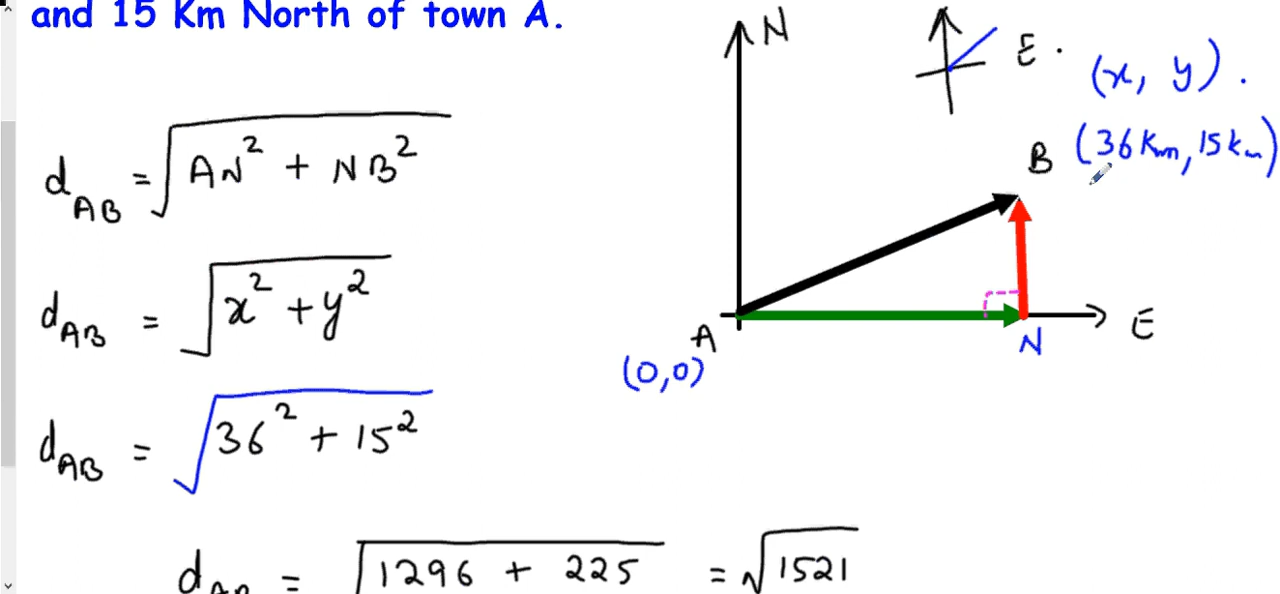 and 15 Km North of town A.
d_AB = √(AN² + NB²)
d_AB = √(x² + y²)
d_AB = √(36² + 15²)
d_AB = √(1296 + 225) = √1521
N
E .
(x, y) .
B (36 Km, 15 km)
A
N
E
(0,0)